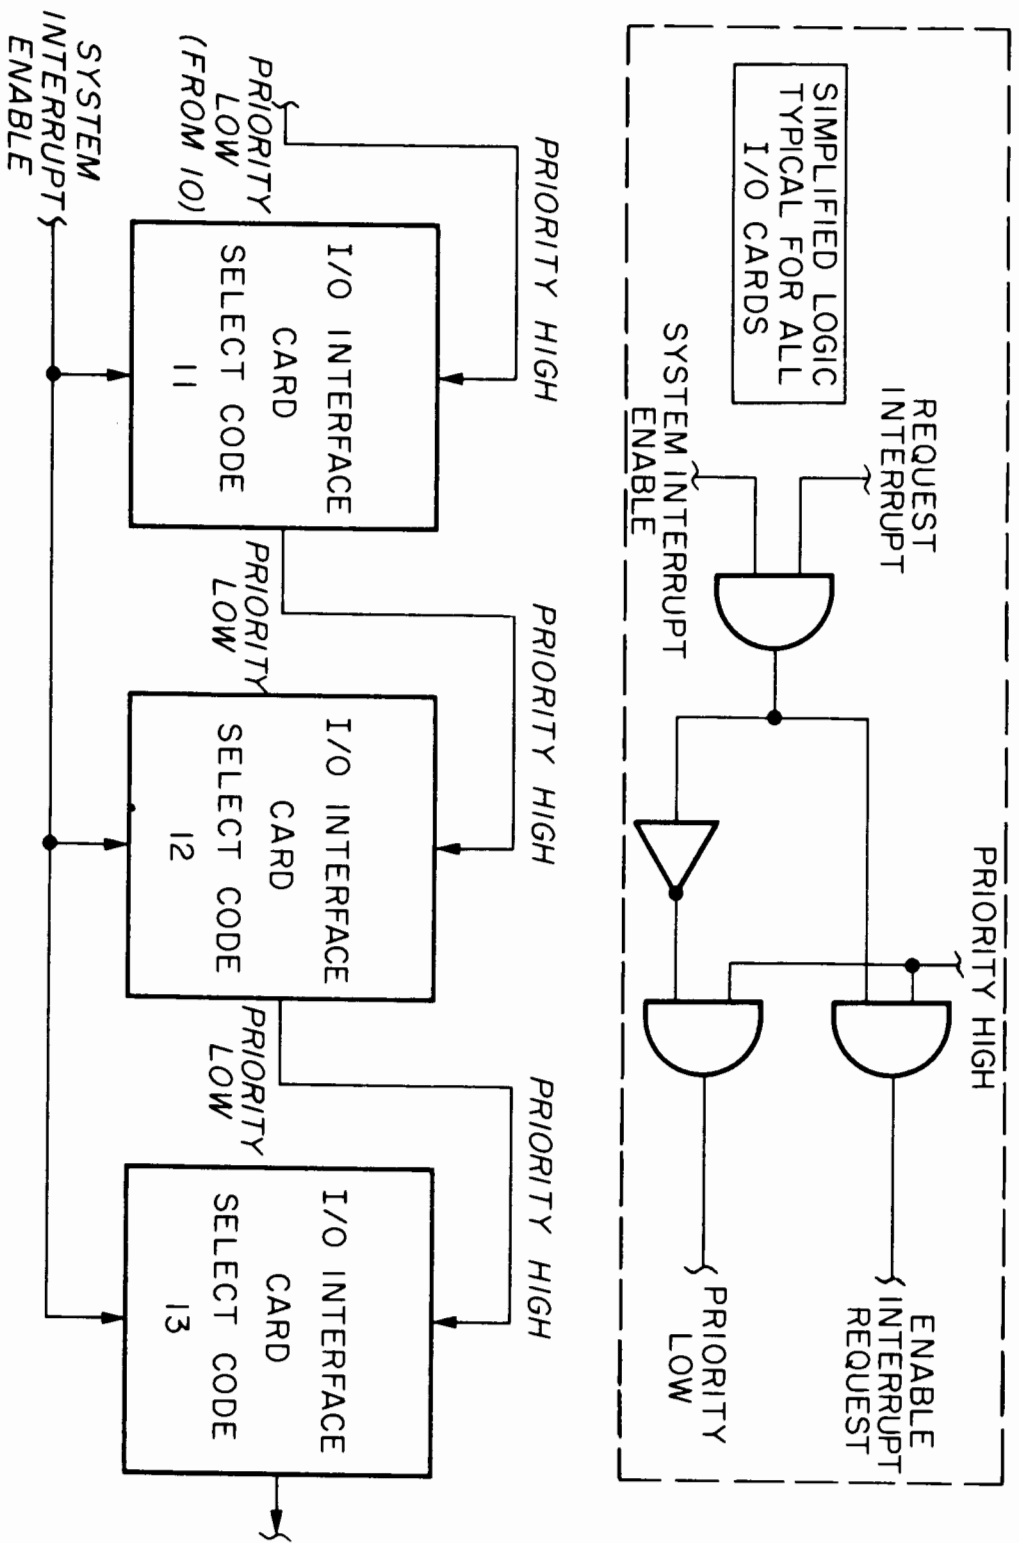 SIMPLIFIED LOGIC
TYPICAL FOR ALL
I/O CARDS
REQUEST
INTERRUPT
SYSTEM INTERRUPT
ENABLE
PRIORITY HIGH
ENABLE
INTERRUPT
REQUEST
PRIORITY
LOW
PRIORITY HIGH
PRIORITY HIGH
PRIORITY HIGH
PRIORITY
LOW
(FROM 10)
I/O INTERFACE
CARD
SELECT CODE
11
PRIORITY
LOW
I/O INTERFACE
CARD
SELECT CODE
12
PRIORITY
LOW
I/O INTERFACE
CARD
SELECT CODE
13
SYSTEM
INTERRUPT
ENABLE